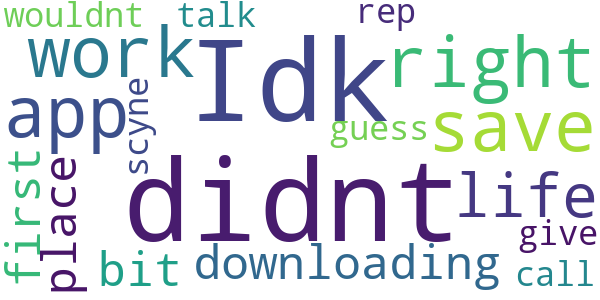 wouldnt talk rep
work Idk right
app scyne guess save
first place didnt life
bit downloading give
call